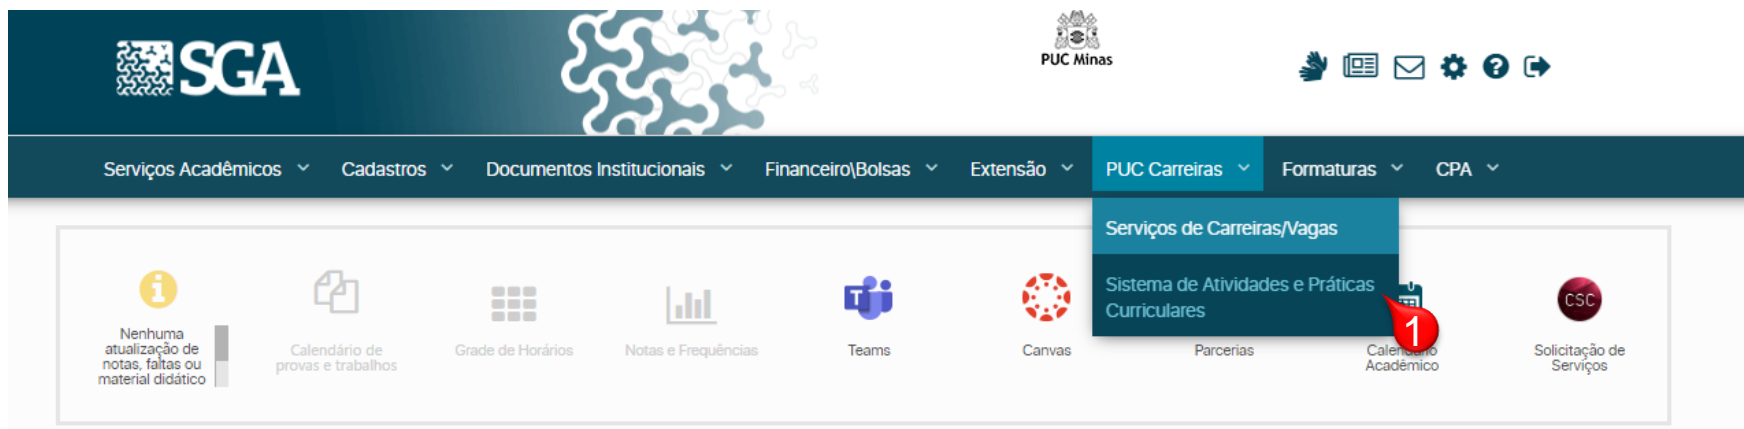 SGA
PUC Minas
Serviços Acadêmicos
Cadastros
Documentos Institucionais
Financeiro\Bolsas
Extensão
PUC Carreiras
Formaturas
CPA
Serviços de Carreiras/Vagas
Sistema de Atividades e Práticas
Curriculares
1
Nenhuma
atualização de
notas, faltas ou
material didático
Calendário de
provas e trabalhos
Grade de Horários
Notas e Frequências
T
Teams
Canvas
Parcerias
Calendário
Acadêmico
CSC
Solicitação de
Serviços